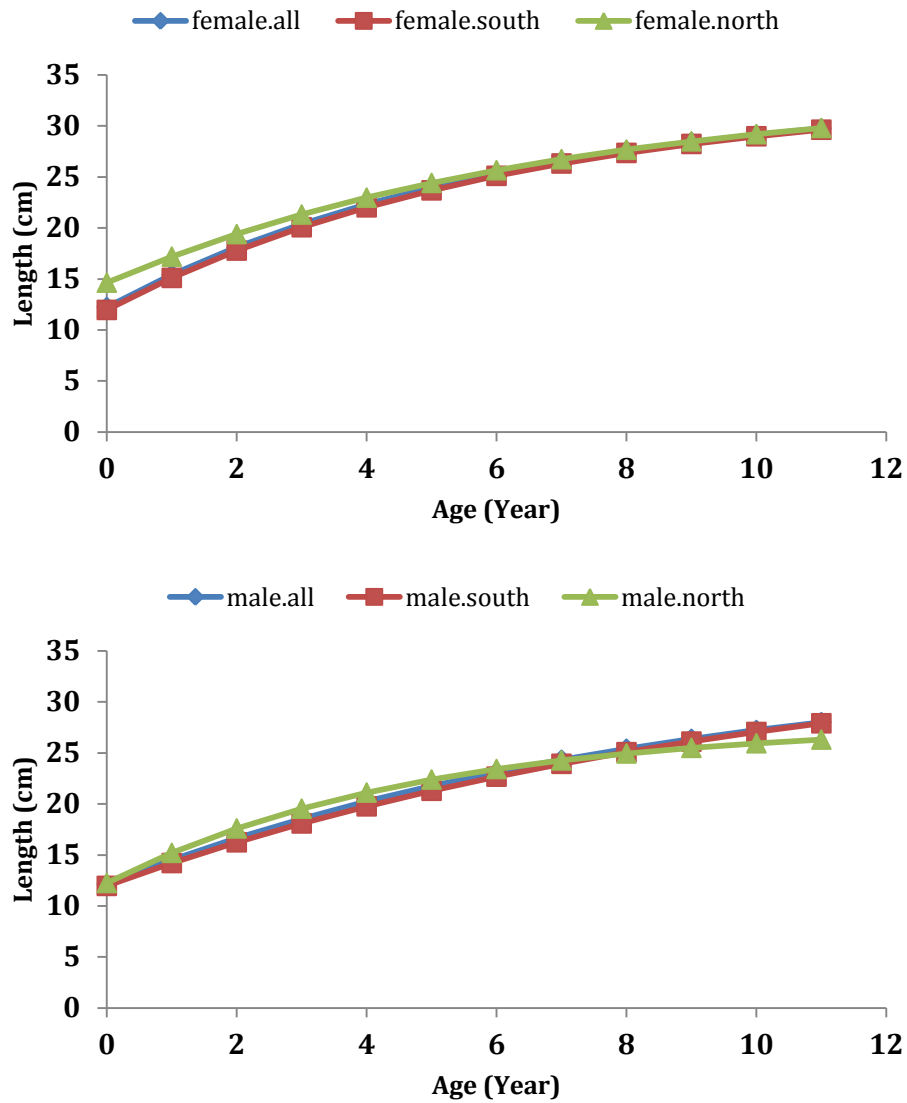 female.all female.south female.north
35
30
25
20
15
10
5
0
Length (cm)
0 2 4 6 8 10 12
Age (Year)
male.all male.south male.north
35
30
25
20
15
10
5
0
Length (cm)
0 2 4 6 8 10 12
Age (Year)